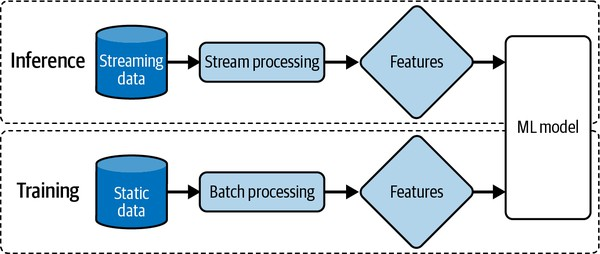 Inference
Streaming
data
Stream processing
Features
ML model
Training
Static
data
Batch processing
Features